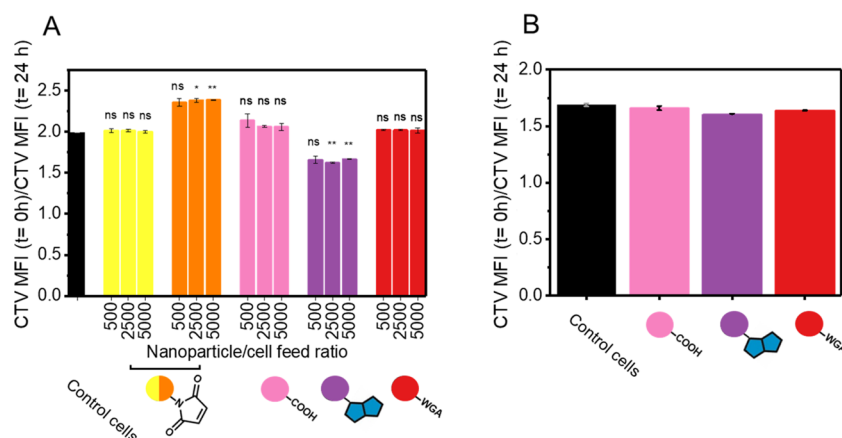 A
CTV MFI (t= 0h)/CTV MFI (t= 24 h)
2.5
2.0
1.5
1.0
0.5
0.0
ns ns ns
ns * **
ns ns ns
ns ** **
ns ns ns
500 2500 5000 500 2500 5000 500 2500 5000 500 2500 5000 500 2500 5000
Nanoparticle/cell feed ratio
Control cells
N
O
O
COOH
WGA
B
CTV MFI (t= 0h)/CTV MFI (t= 24 h)
2.0
1.5
1.0
0.5
0.0
Control cells
COOH
WGA